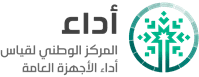 أداء
المركز الوطني لقياس
أداء الأجهزة العامة